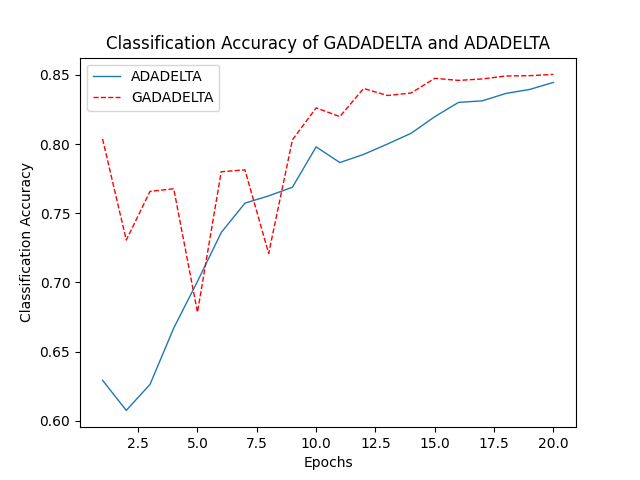 Classification Accuracy of GADADELTA and ADADELTA
ADADELTA
GADADELTA
Classification Accuracy
0.85
0.80
0.75
0.70
0.65
0.60
2.5 5.0 7.5 10.0 12.5 15.0 17.5 20.0
Epochs